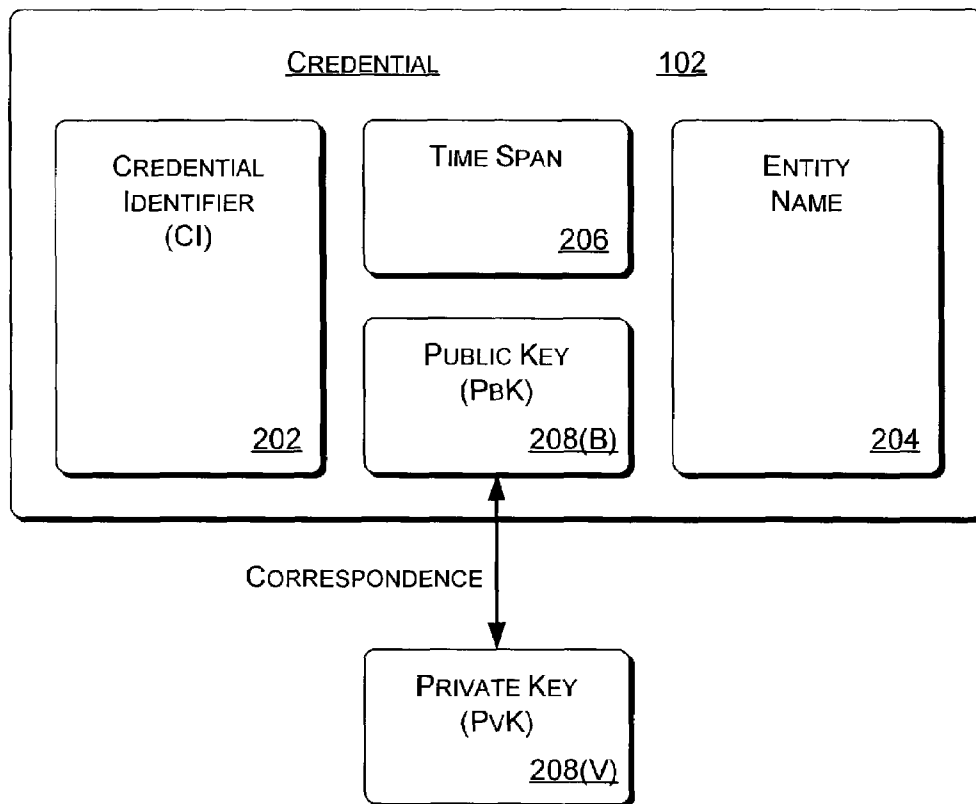 CREDENTIAL 102
CREDENTIAL
IDENTIFIER
(CI)
202
TIME SPAN
206
PUBLIC KEY
(PBK)
208(B)
ENTITY
NAME
204
CORRESPONDENCE
PRIVATE KEY
(PVK)
208(V)